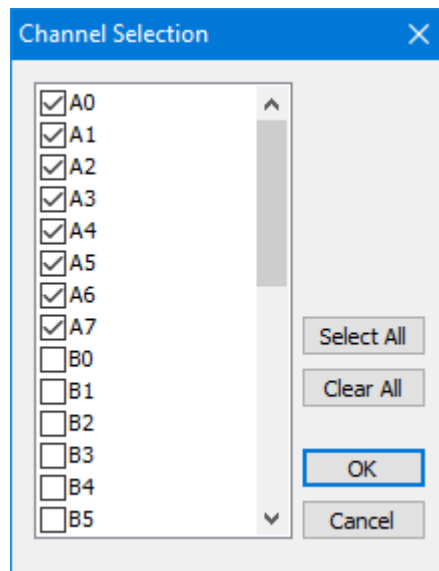 Channel Selection
A0
A1
A2
A3
A4
A5
A6
A7
B0
B1
B2
B3
B4
B5
Select All
Clear All
OK
Cancel